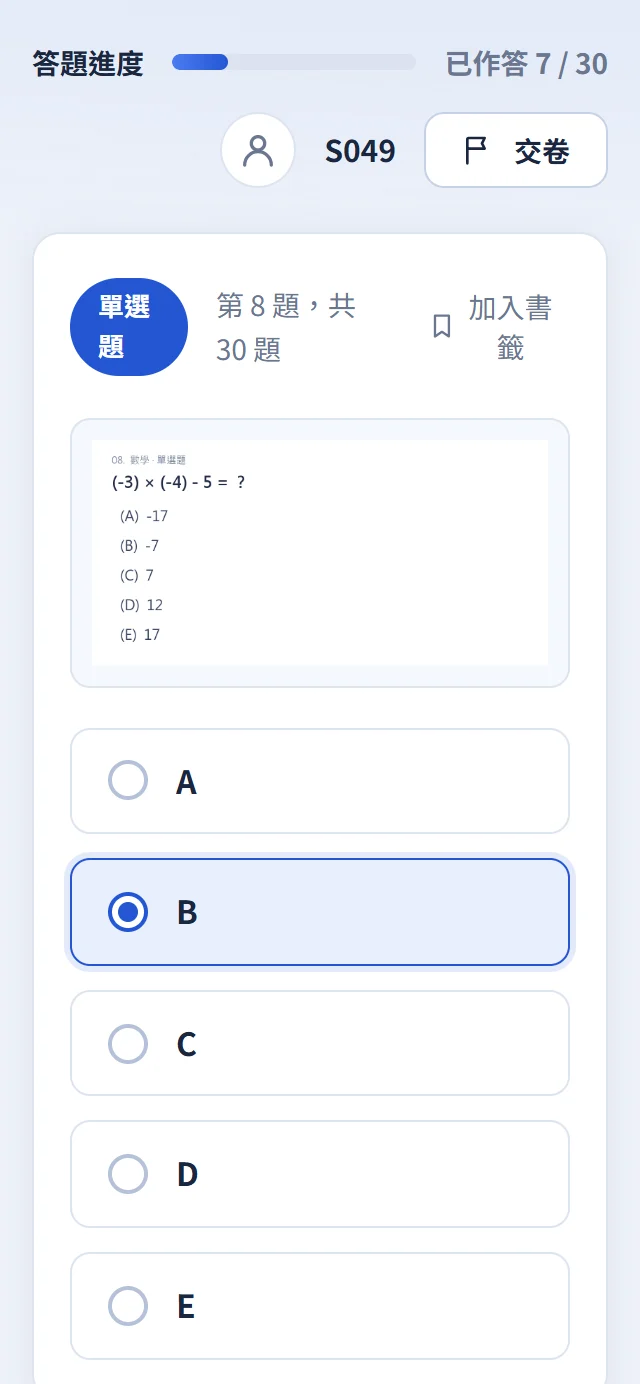 答題進度 已作答 7 / 30
S049 交卷
單選
題
第 8 題，共
30 題
加入書
籤
08. 數學 · 單選題
(-3) × (-4) - 5 = ?
(A) -17
(B) -7
(C) 7
(D) 12
(E) 17
A
B
C
D
E